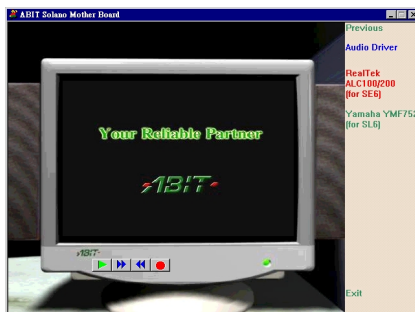 ABIT Solano Mother Board
Previous
Audio Driver
RealTek
ALC100/200
(for SE6)
Yamaha YMF752
(for SL6)
Your Reliable Partner
ABIT
ABIT
Exit